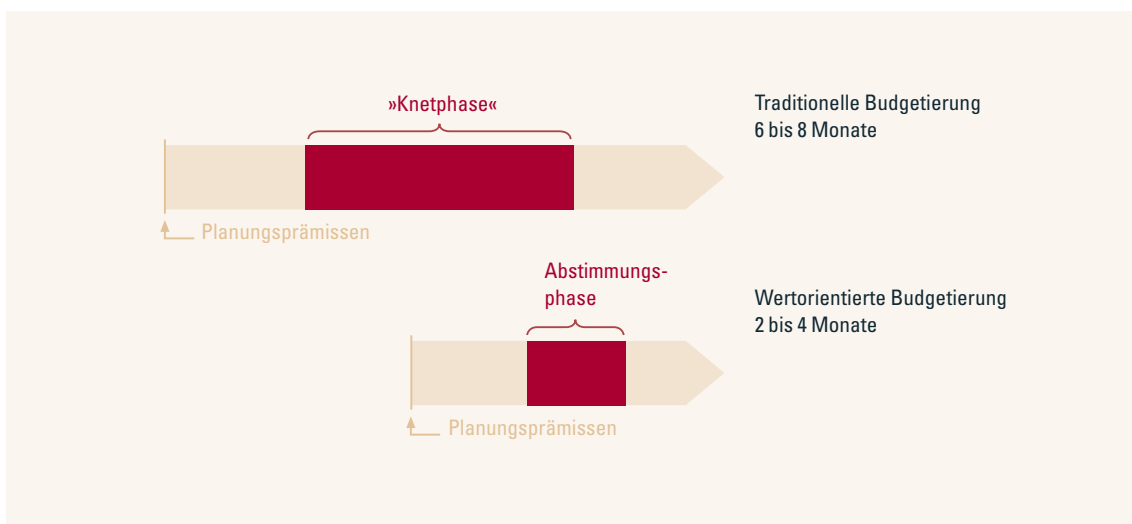 »Knetphase«
Traditionelle Budgetierung
6 bis 8 Monate
Planungsprämissen
Abstimmungs-
phase
Wertorientierte Budgetierung
2 bis 4 Monate
Planungsprämissen